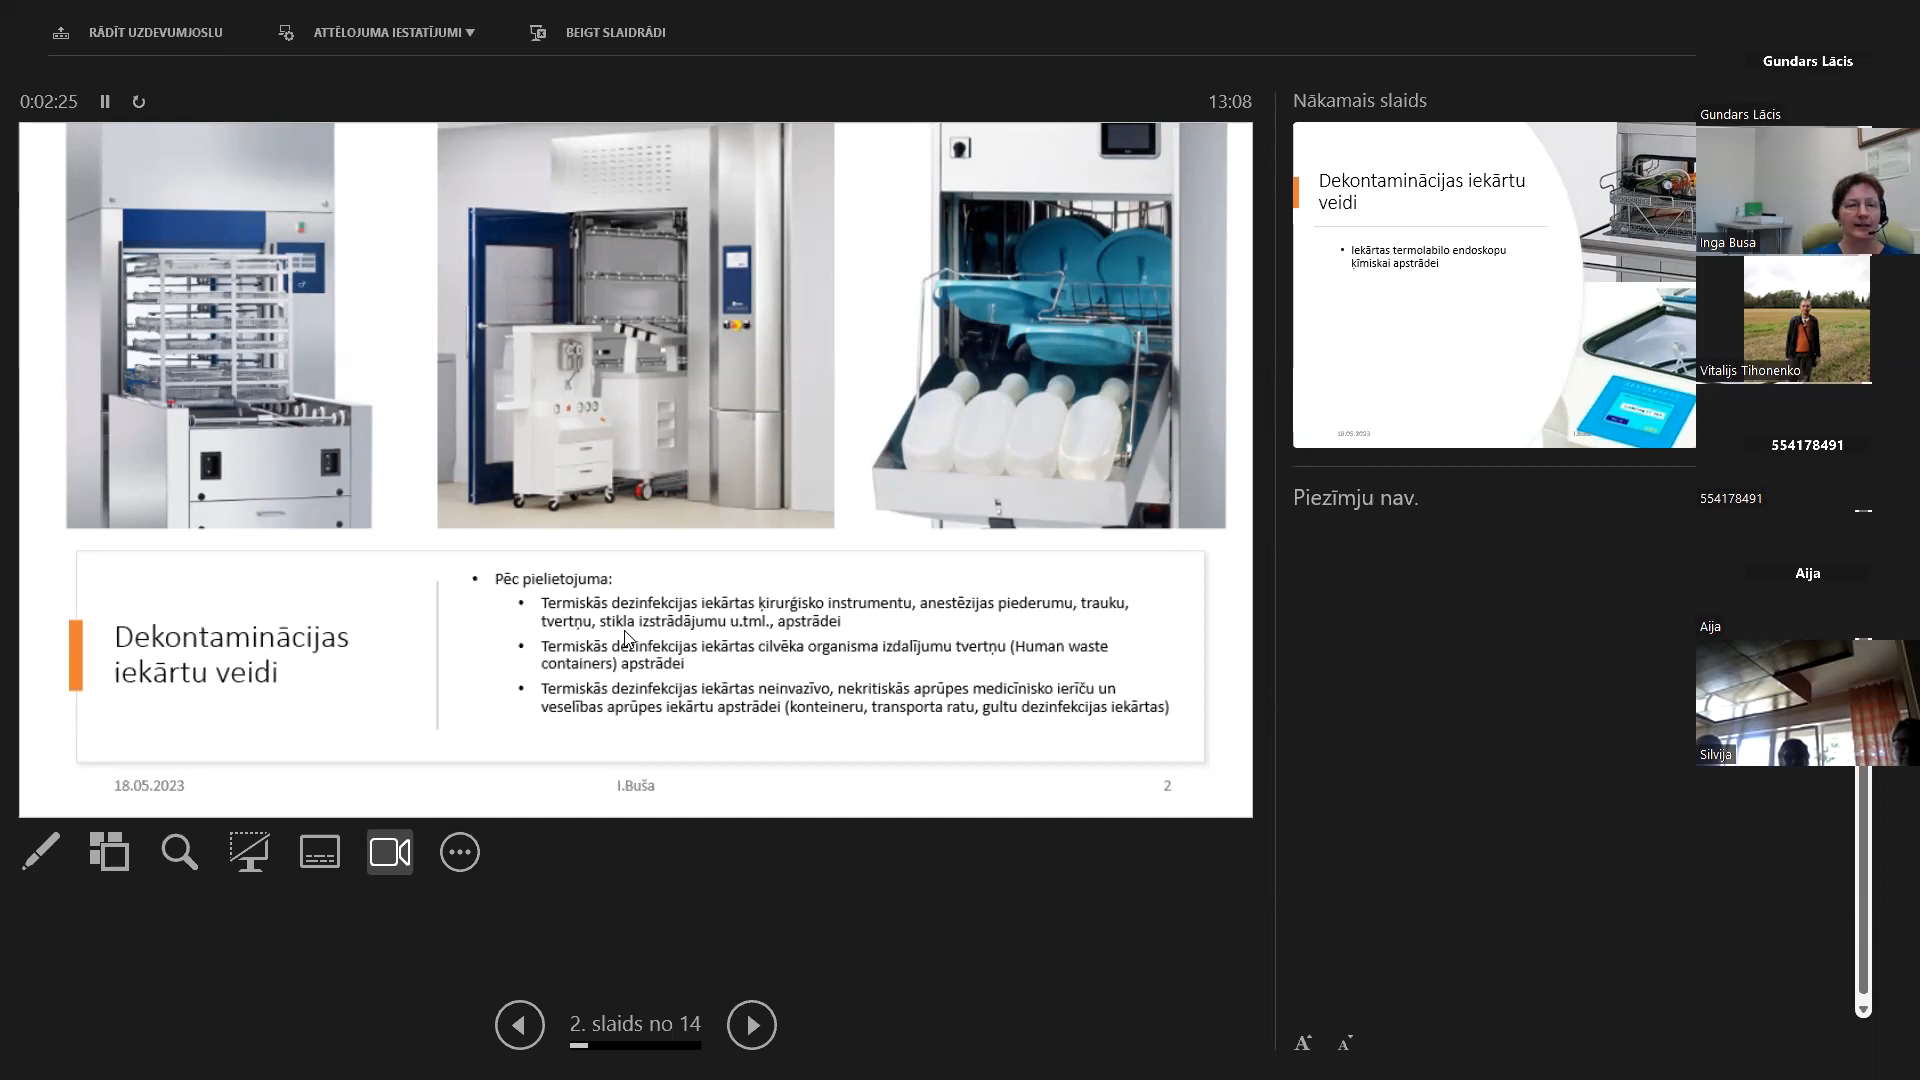 RĀDĪT UZDEVUMJOSLU
ATTĒLOJUMA IESTATĪJUMI ▼
BEIGT SLAIDRĀDI
0:02:25
13:08
Dekontaminācijas
iekārtu veidi
• Pēc pielietojuma:
• Termiskās dezinfekcijas iekārtas ķirurģisko instrumentu, anestēzijas piederumu, trauku,
tvertņu, stikla izstrādājumu u.tml., apstrādei
• Termiskās dezinfekcijas iekārtas cilvēka organisma izdalījumu tvertņu (Human waste
containers) apstrādei
• Termiskās dezinfekcijas iekārtas neinvazīvo, nekritiskās aprūpes medicīnisko ierīču un
veselības aprūpes iekārtu apstrādei (konteineru, transporta ratu, gultu dezinfekcijas iekārtas)
18.05.2023
I.Buša
2
2. slaids no 14
Nākamais slaids
Dekontaminācijas iekārtu
veidi
• Iekārtas termolabilo endoskopu
ķīmiskai apstrādei
18.05.2023
Piezīmju nav.
A
A
Gundars Lācis
Gundars Lācis
Inga Busa
Vitalijs Tihonenko
554178491
554178491
Aija
Aija
Silvija